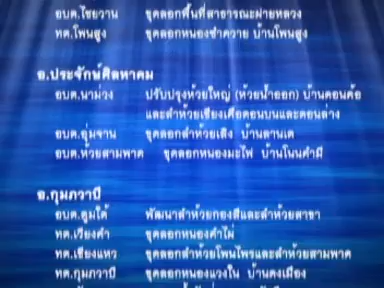 อบต.ไชยวาน ขุดลอกพื้นที่สาธารณะฝายหลวง
ทต.โพนสูง ขุดลอกหนองซำควาย บ้านโพนสูง
อ.ประจักษ์ศิลปาคม
อบต.นาม่วง ปรับปรุงห้วยใหญ่ (ห้วยน้ำออก) บ้านดอนค้อ
และลำห้วยเชียงเคือตอนบนและตอนล่าง
อบต.อุ่มจาน ขุดลอกลำห้วยเสิง บ้านตานเด
อบต.ห้วยสามพาด ขุดลอกหนองมะไฟ บ้านโนนคำมี
อ.กุมภวาปี
อบต.ตูมใต้ พัฒนาลำห้วยกองสีและลำห้วยสาขา
ทต.เวียงคำ ขุดลอกหนองคำไผ่
ทต.เชียงแหว ขุดลอกลำห้วยโพนไพรและลำห้วยสามพาด
ทต.กุมภวาปี ขุดลอกหนองแวงใน บ้านดงเมือง